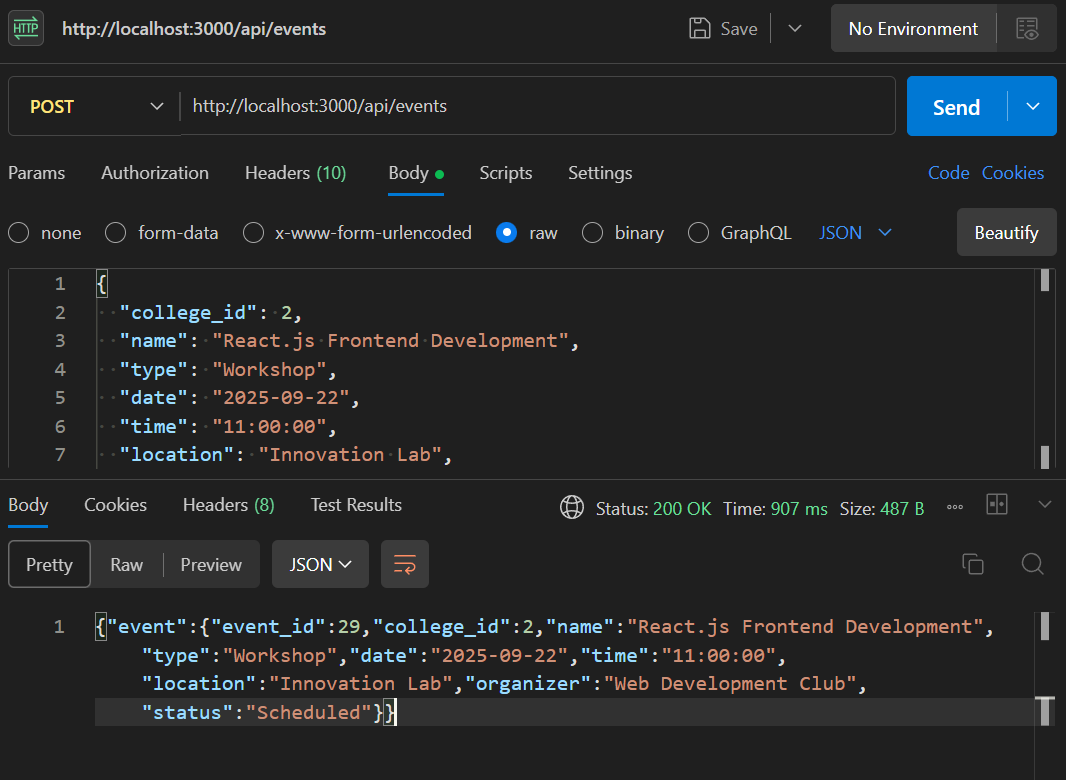 HTTP http://localhost:3000/api/events Save No Environment
POST http://localhost:3000/api/events Send
Params Authorization Headers (10) Body Scripts Settings Code Cookies
none form-data x-www-form-urlencoded raw binary GraphQL JSON Beautify
1 {
2 "college_id": 2,
3 "name": "React.js Frontend Development",
4 "type": "Workshop",
5 "date": "2025-09-22",
6 "time": "11:00:00",
7 "location": "Innovation Lab",
Body Cookies Headers (8) Test Results Status: 200 OK Time: 907 ms Size: 487 B
Pretty Raw Preview JSON
1 {"event":{"event_id":29,"college_id":2,"name":"React.js Frontend Development",
"type":"Workshop","date":"2025-09-22","time":"11:00:00",
"location":"Innovation Lab","organizer":"Web Development Club",
"status":"Scheduled"}}